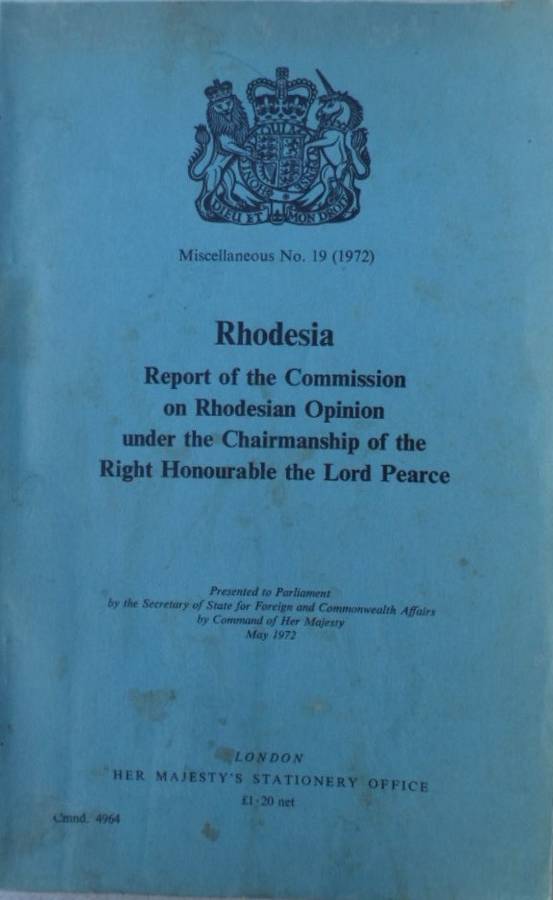 DIEU ET MON DROIT
Miscellaneous No. 19 (1972)
Rhodesia
Report of the Commission
on Rhodesian Opinion
under the Chairmanship of the
Right Honourable the Lord Pearce
Presented to Parliament
by the Secretary of State for Foreign and Commonwealth Affairs
by Command of Her Majesty
May 1972
LONDON
HER MAJESTY'S STATIONERY OFFICE
£1·20 net
Cmnd. 4964